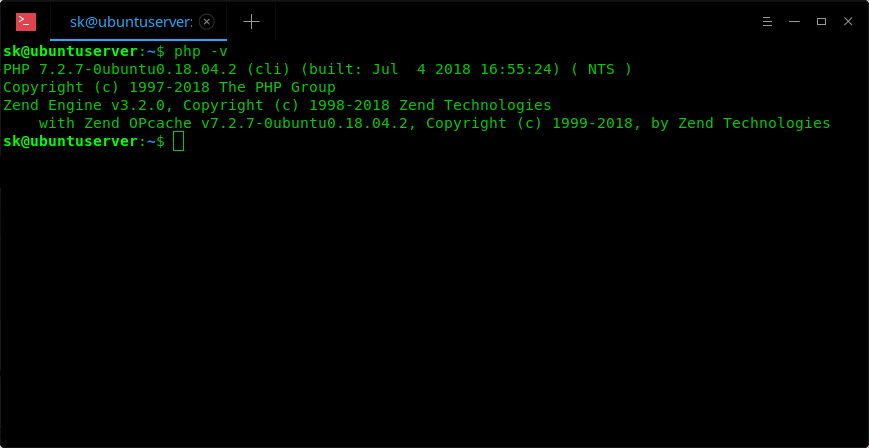 sk@ubuntuserver:
sk@ubuntuserver:~$ php -v
PHP 7.2.7-0ubuntu0.18.04.2 (cli) (built: Jul  4 2018 16:55:24) ( NTS )
Copyright (c) 1997-2018 The PHP Group
Zend Engine v3.2.0, Copyright (c) 1998-2018 Zend Technologies
    with Zend OPcache v7.2.7-0ubuntu0.18.04.2, Copyright (c) 1999-2018, by Zend Technologies
sk@ubuntuserver:~$